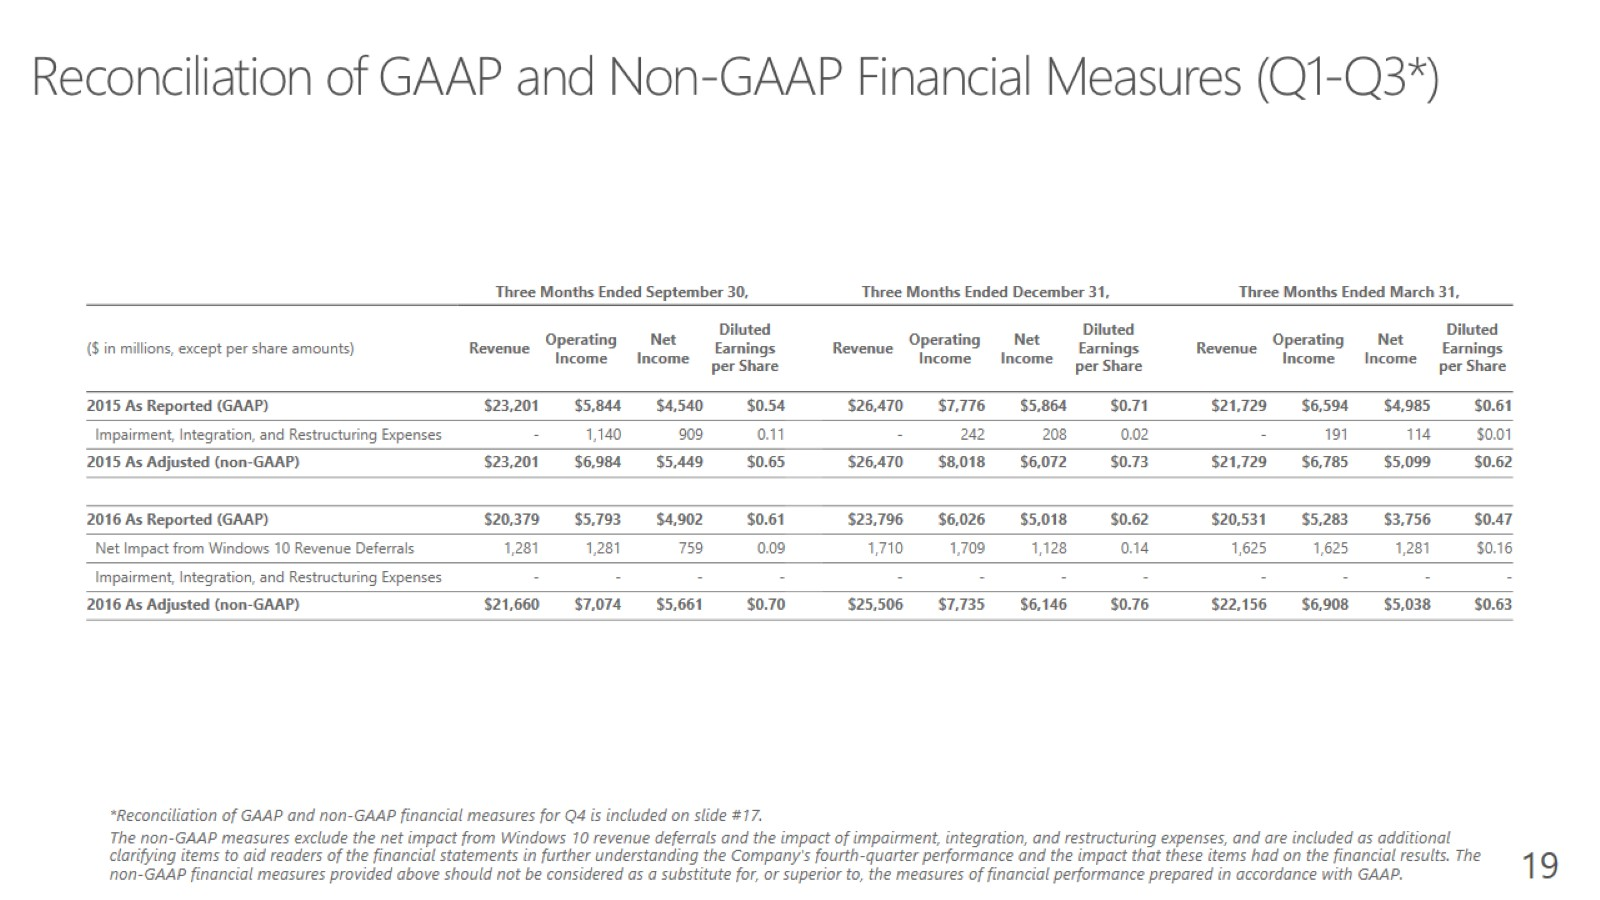 Reconciliation of GAAP and Non-GAAP Financial Measures (Q1-Q3*)
Three Months Ended September 30, Three Months Ended December 31, Three Months Ended March 31,
($ in millions, except per share amounts) Revenue Operating Income Net Income Diluted Earnings per Share Revenue Operating Income Net Income Diluted Earnings per Share Revenue Operating Income Net Income Diluted Earnings per Share
2015 As Reported (GAAP) $23,201 $5,844 $4,540 $0.54 $26,470 $7,776 $5,864 $0.71 $21,729 $6,594 $4,985 $0.61
Impairment, Integration, and Restructuring Expenses - 1,140 909 0.11 - 242 208 0.02 - 191 114 $0.01
2015 As Adjusted (non-GAAP) $23,201 $6,984 $5,449 $0.65 $26,470 $8,018 $6,072 $0.73 $21,729 $6,785 $5,099 $0.62
2016 As Reported (GAAP) $20,379 $5,793 $4,902 $0.61 $23,796 $6,026 $5,018 $0.62 $20,531 $5,283 $3,756 $0.47
Net Impact from Windows 10 Revenue Deferrals 1,281 1,281 759 0.09 1,710 1,709 1,128 0.14 1,625 1,625 1,281 $0.16
Impairment, Integration, and Restructuring Expenses - - - - - - - - - - - -
2016 As Adjusted (non-GAAP) $21,660 $7,074 $5,661 $0.70 $25,506 $7,735 $6,146 $0.76 $22,156 $6,908 $5,038 $0.63
*Reconciliation of GAAP and non-GAAP financial measures for Q4 is included on slide #17.
The non-GAAP measures exclude the net impact from Windows 10 revenue deferrals and the impact of impairment, integration, and restructuring expenses, and are included as additional
clarifying items to aid readers of the financial statements in further understanding the Company's fourth-quarter performance and the impact that these items had on the financial results. The
non-GAAP financial measures provided above should not be considered as a substitute for, or superior to, the measures of financial performance prepared in accordance with GAAP.
19